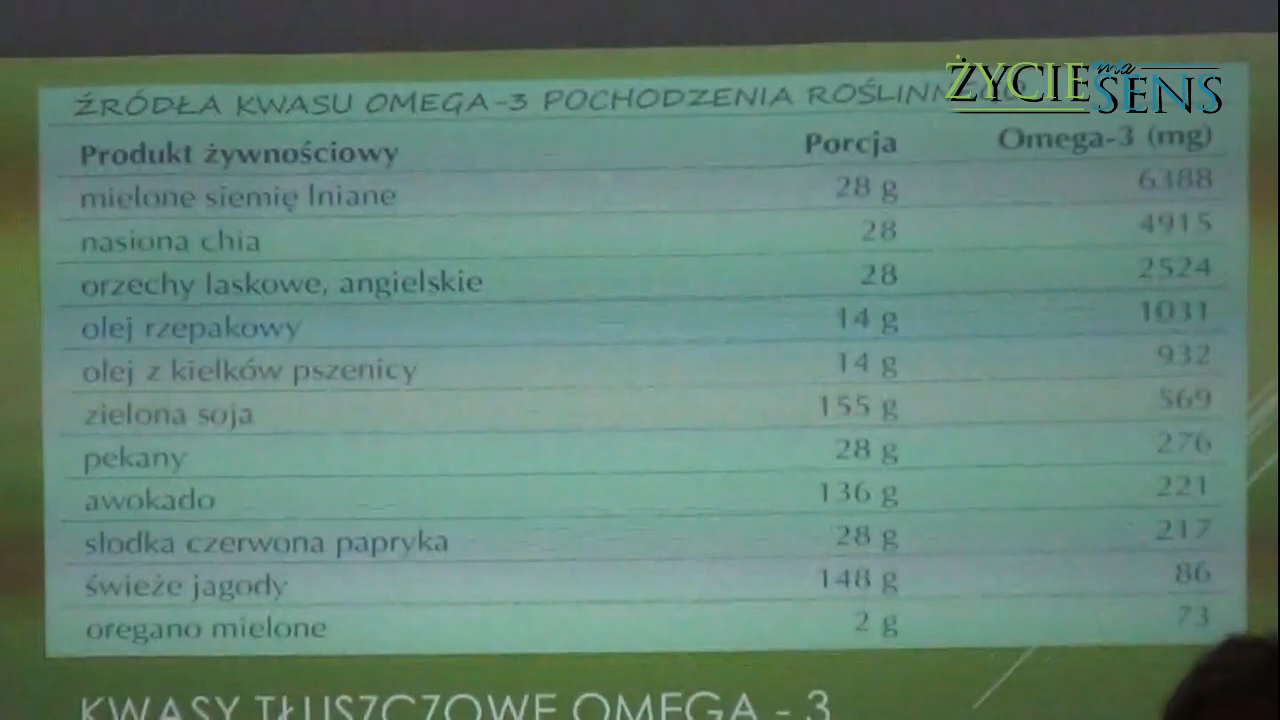 ŻYCIE ma SENS
ŹRÓDŁA KWASU OMEGA-3 POCHODZENIA
Produkt żywnościowy Porcja Omega-3 (mg)
mielone siemię lniane 28 g 6388
nasiona chia 28 4915
orzechy laskowe, angielskie 28 2524
olej rzepakowy 14 g 1031
olej z kielków pszenicy 14 g 932
zielona soja 155 g 569
pekany 28 g 276
awokado 136 g 221
slodka czerwona papryka 28 g 217
świeże jagody 148 g 86
oregano mielone 2 g 73
KWASY TŁUSZCZOWE OMEGA - 3